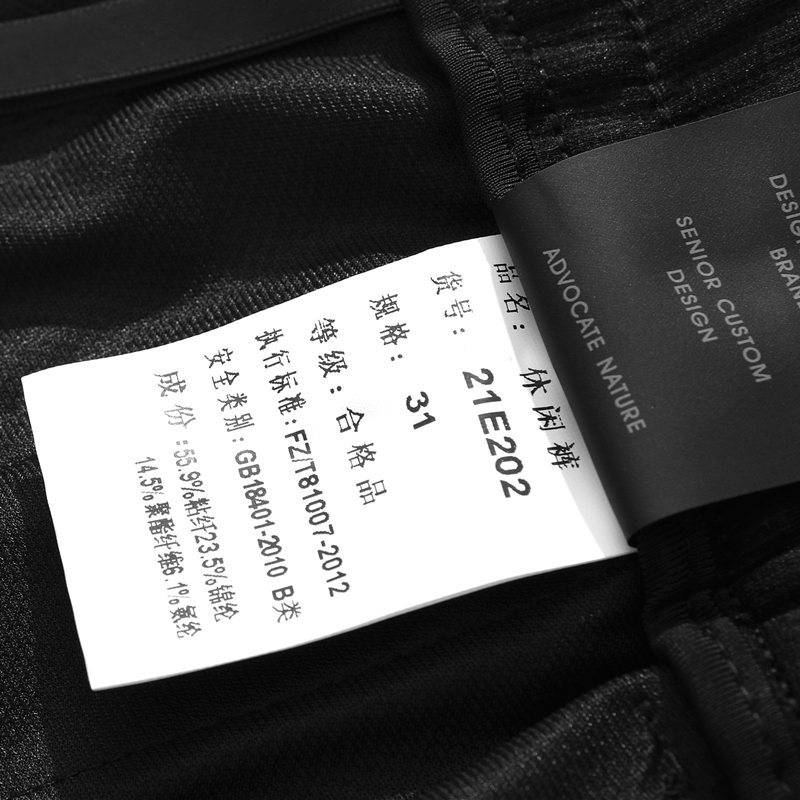 品名：休闲裤
货号：21E202
规格：31
等级：合格品
执行标准：FZ/T81007-2012
安全类别：GB18401-2010 B类
成份：55.9%粘纤23.5%锦纶
14.5%聚酯纤维6.1%氨纶
ADVOCATE NATURE
SENIOR CUSTOM
DESIGN